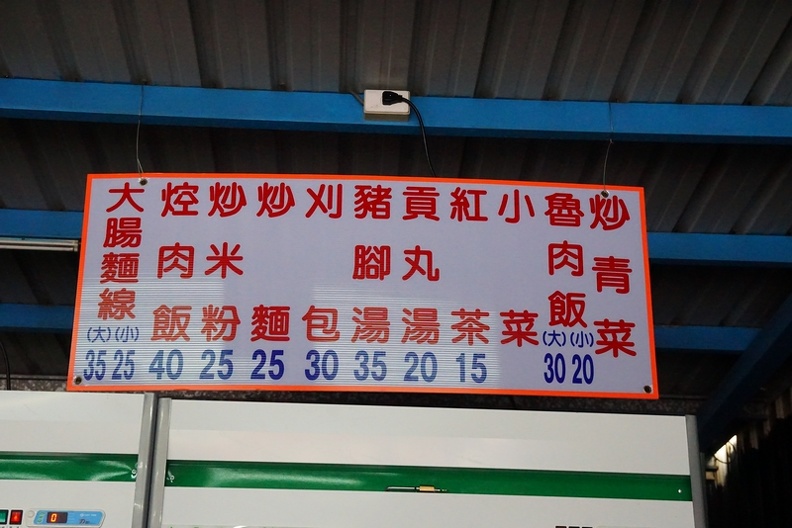 大腸麵線 (大) (小) 35 25
焢肉飯 40
炒米粉 25
炒麵 25
刈包 30
豬腳湯 35
貢丸湯 20
紅茶 15
小菜
魯肉飯 (大) (小) 30 20
炒青菜
0